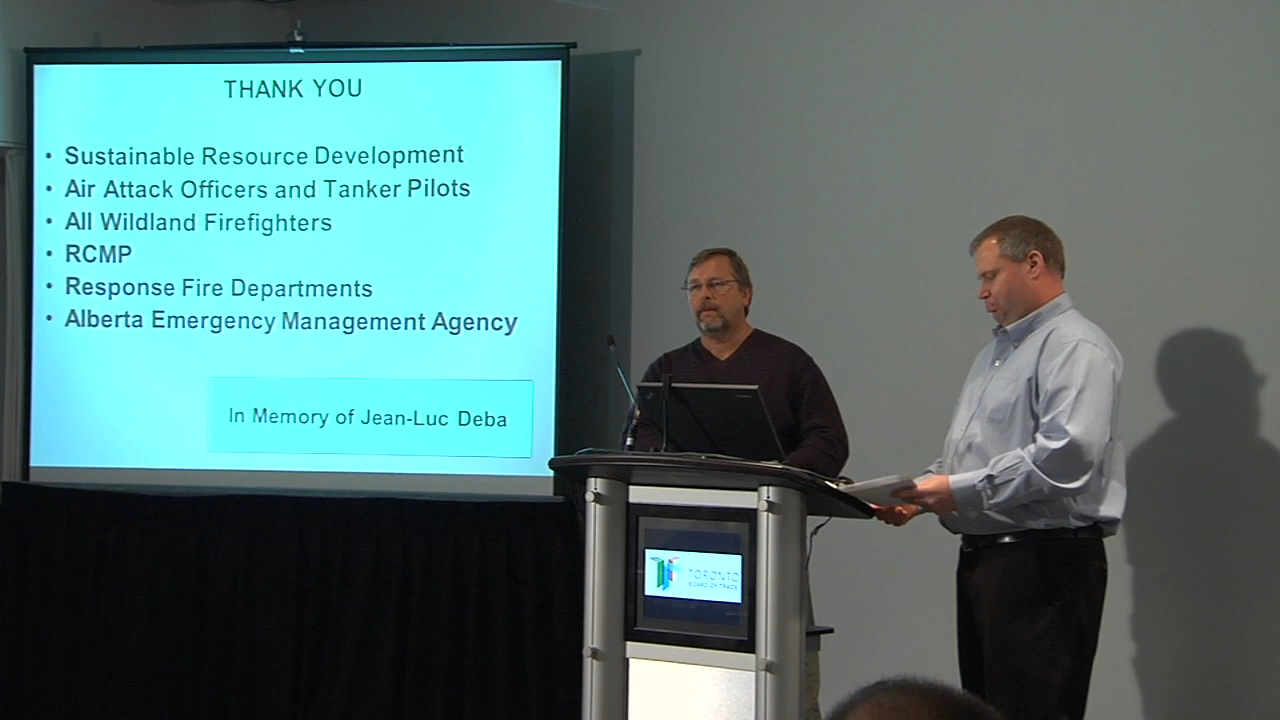 THANK YOU
• Sustainable Resource Development
• Air Attack Officers and Tanker Pilots
• All Wildland Firefighters
• RCMP
• Response Fire Departments
• Alberta Emergency Management Agency
In Memory of Jean-Luc Deba
TORONTO
BOARD OF TRADE